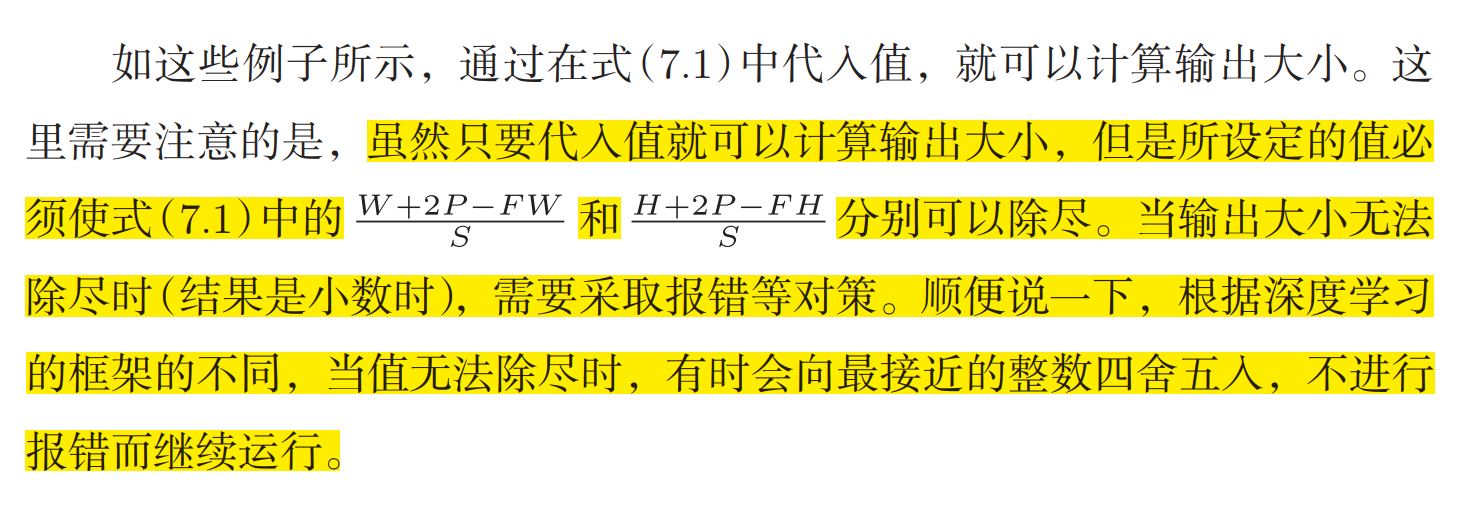 如这些例子所示，通过在式(7.1)中代入值，就可以计算输出大小。这
里需要注意的是，虽然只要代入值就可以计算输出大小，但是所设定的值必
须使式(7.1)中的 \frac{W+2P-FW}{S} 和 \frac{H+2P-FH}{S} 分别可以除尽。当输出大小无法
除尽时(结果是小数时)，需要采取报错等对策。顺便说一下，根据深度学习
的框架的不同，当值无法除尽时，有时会向最接近的整数四舍五入，不进行
报错而继续运行。